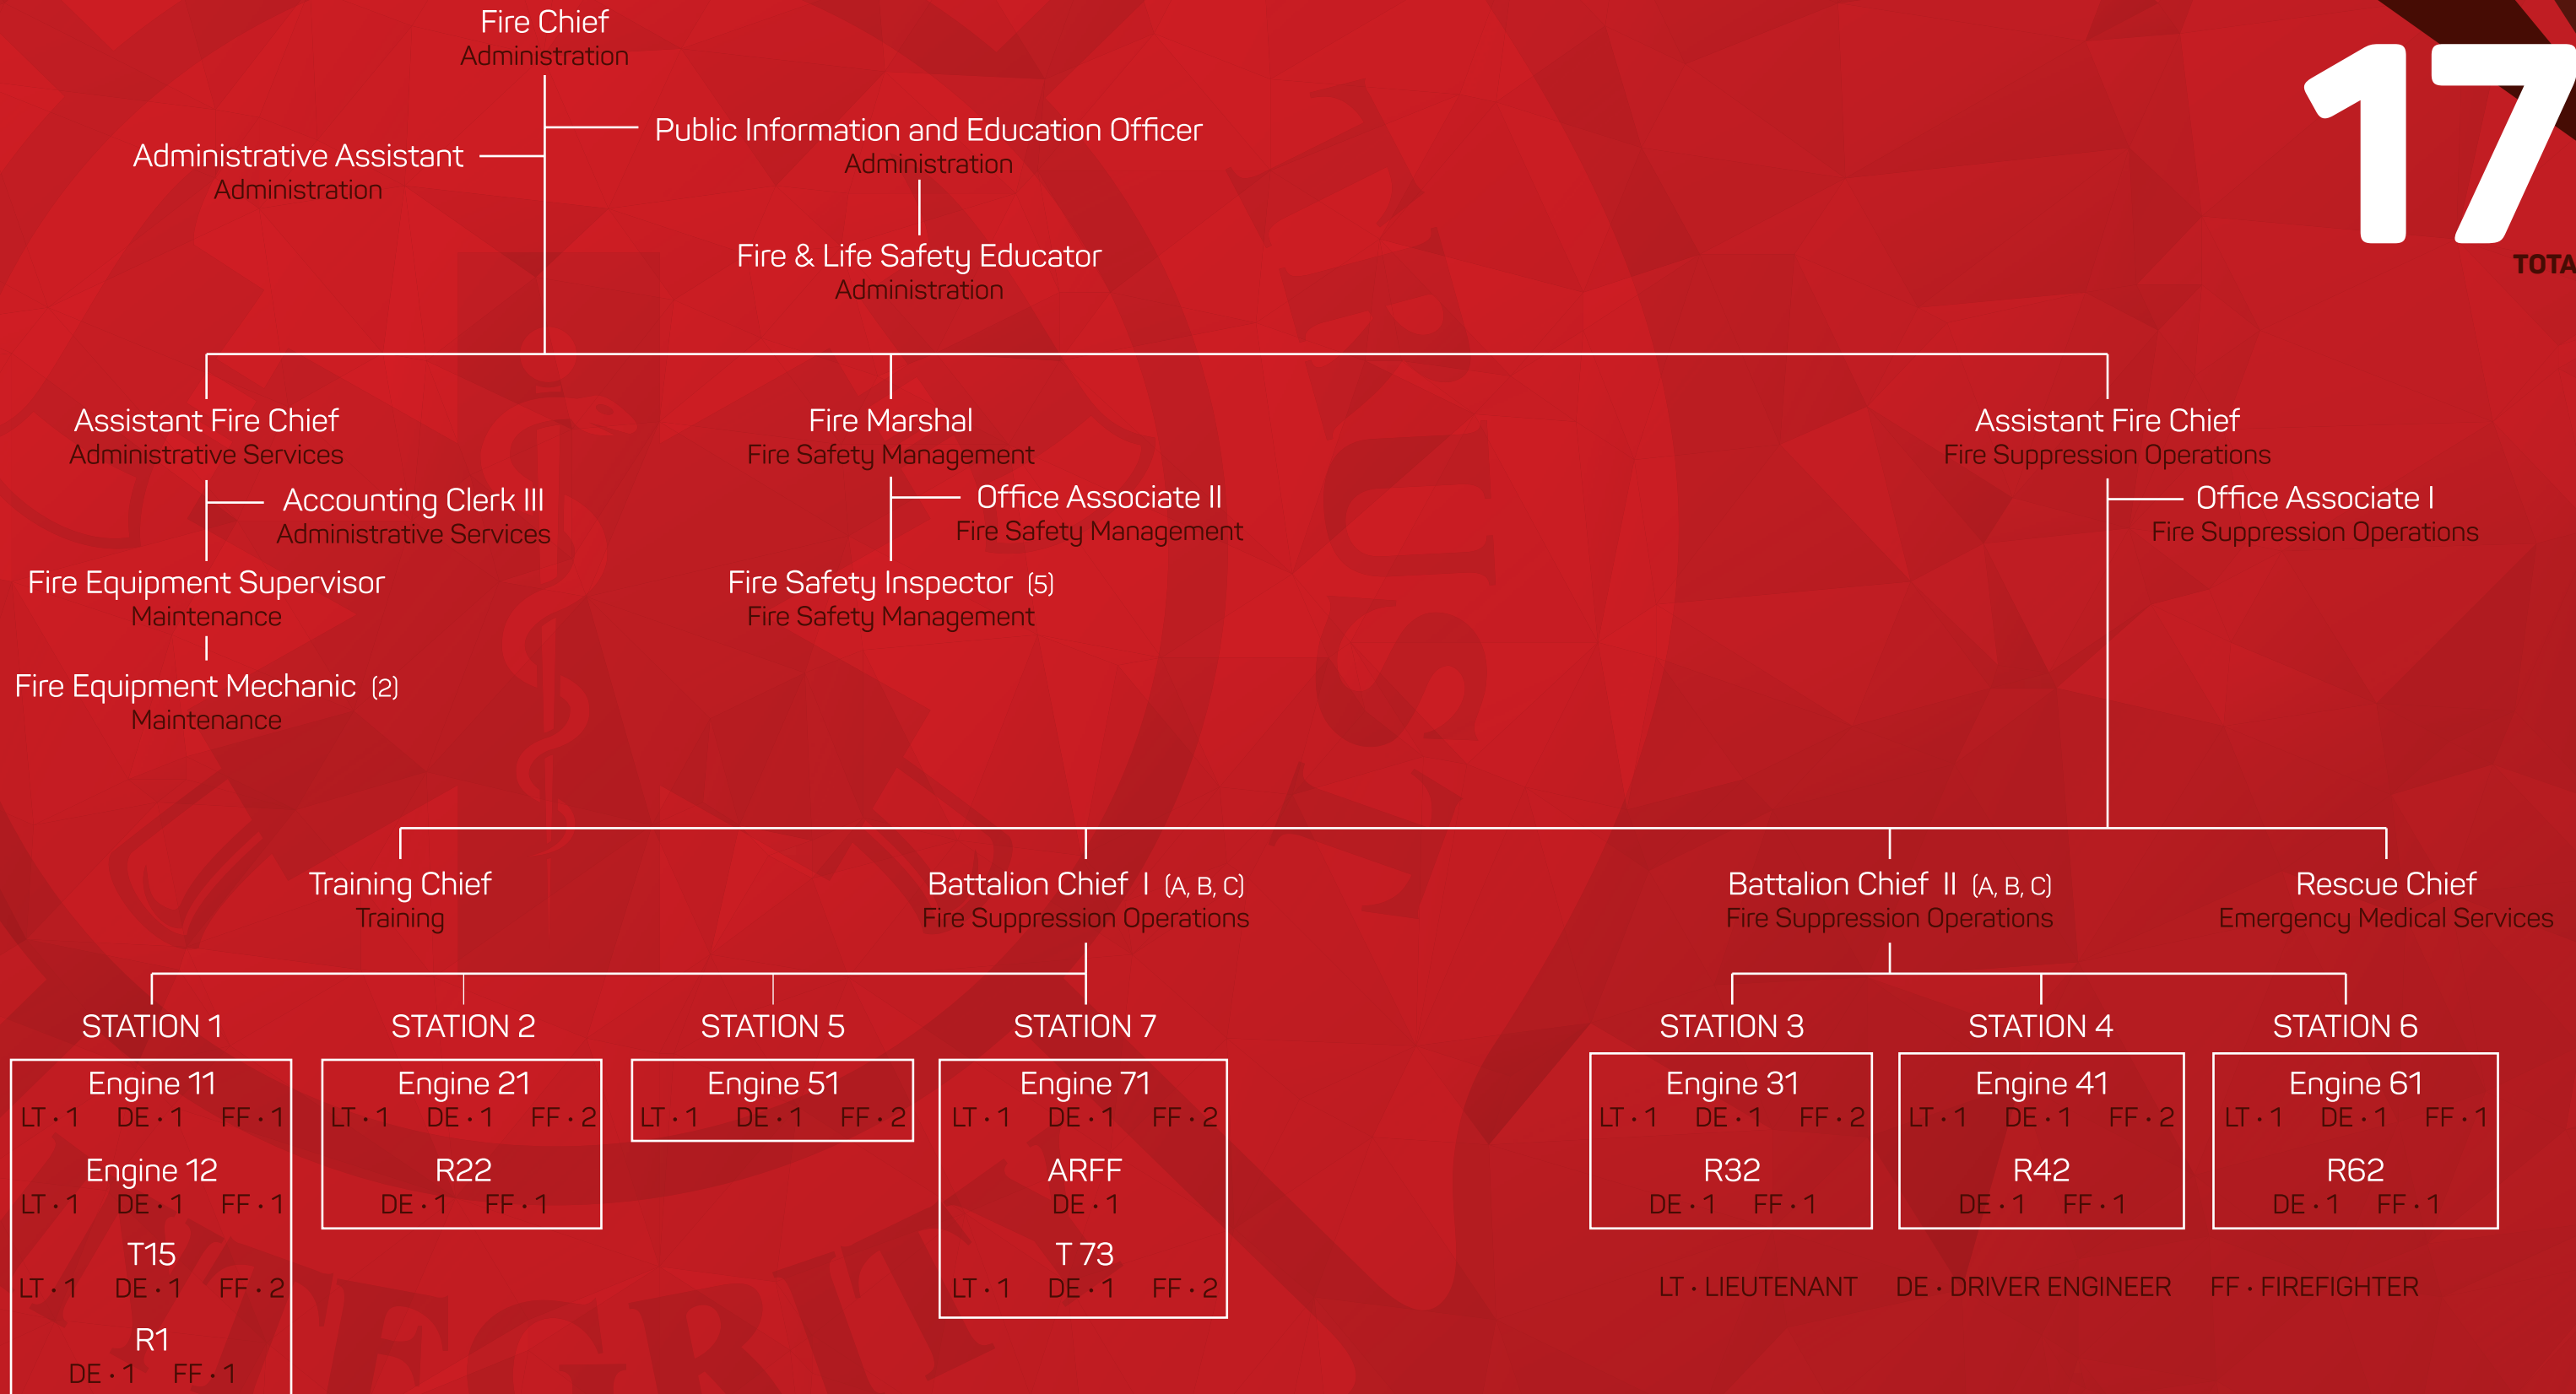 Fire Chief
Administration
17
TOTA
Public Information and Education Officer
Administration
Administrative Assistant
Administration
Fire & Life Safety Educator
Administration
Assistant Fire Chief
Administrative Services
Fire Marshal
Fire Safety Management
Assistant Fire Chief
Fire Suppression Operations
Accounting Clerk III
Administrative Services
Office Associate II
Fire Safety Management
Office Associate I
Fire Suppression Operations
Fire Equipment Supervisor
Maintenance
Fire Safety Inspector (5)
Fire Safety Management
Fire Equipment Mechanic (2)
Maintenance
Training Chief
Training
Battalion Chief I (A, B, C)
Fire Suppression Operations
Battalion Chief II (A, B, C)
Fire Suppression Operations
Rescue Chief
Emergency Medical Services
STATION 1
Engine 11
LT · 1 DE · 1 FF · 1
Engine 12
LT · 1 DE · 1 FF · 1
T15
LT · 1 DE · 1 FF · 2
R1
DE · 1 FF · 1
STATION 2
Engine 21
LT · 1 DE · 1 FF · 2
R22
DE · 1 FF · 1
STATION 5
Engine 51
LT · 1 DE · 1 FF · 2
STATION 7
Engine 71
LT · 1 DE · 1 FF · 2
ARFF
DE · 1
T 73
LT · 1 DE · 1 FF · 2
STATION 3
Engine 31
LT · 1 DE · 1 FF · 2
R32
DE · 1 FF · 1
STATION 4
Engine 41
LT · 1 DE · 1 FF · 2
R42
DE · 1 FF · 1
STATION 6
Engine 61
LT · 1 DE · 1 FF · 1
R62
DE · 1 FF · 1
LT · LIEUTENANT DE · DRIVER ENGINEER FF · FIREFIGHTER
TRUST
INTEGRITY